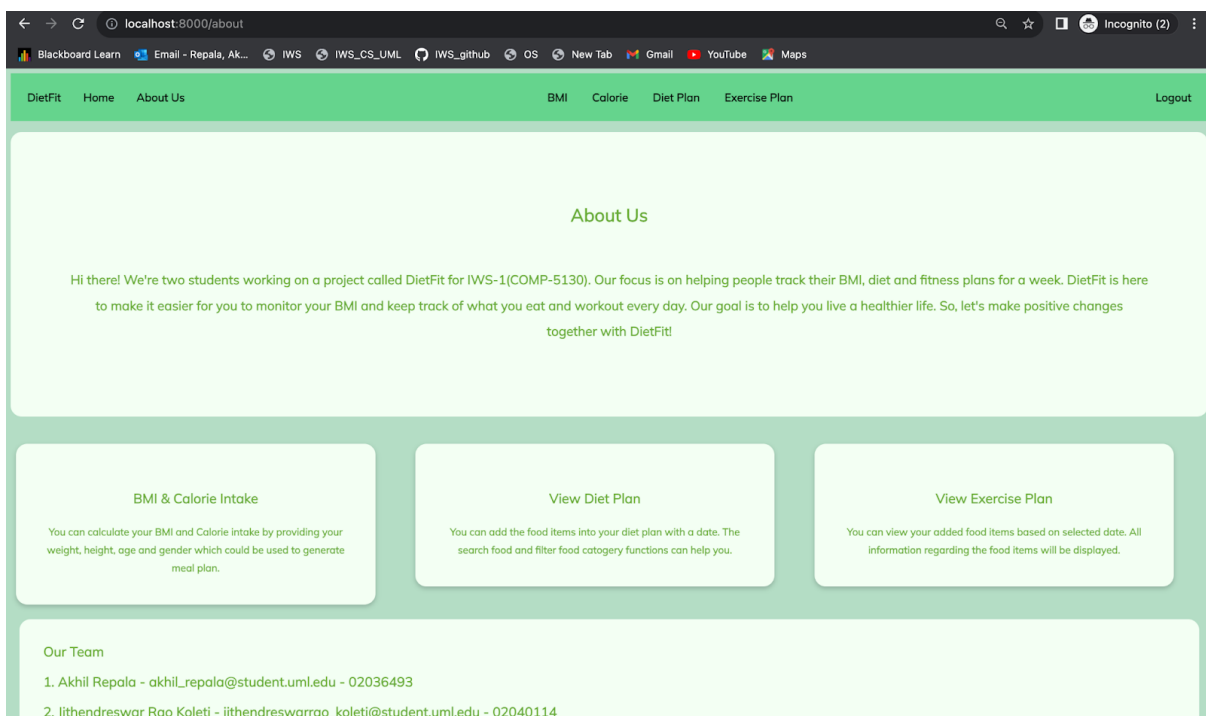 localhost:8000/about
Incognito (2)
Blackboard Learn Email - Repala, Ak... IWS IWS_CS_UML IWS_github OS New Tab Gmail YouTube Maps
DietFit Home About Us BMI Calorie Diet Plan Exercise Plan Logout
About Us
Hi there! We're two students working on a project called DietFit for IWS-1(COMP-5130). Our focus is on helping people track their BMI, diet and fitness plans for a week. DietFit is here
to make it easier for you to monitor your BMI and keep track of what you eat and workout every day. Our goal is to help you live a healthier life. So, let's make positive changes
together with DietFit!
BMI & Calorie Intake
You can calculate your BMI and Calorie intake by providing your
weight, height, age and gender which could be used to generate
meal plan.
View Diet Plan
You can add the food items into your diet plan with a date. The
search food and filter food catogery functions can help you.
View Exercise Plan
You can view your added food items based on selected date. All
information regarding the food items will be displayed.
Our Team
1. Akhil Repala - akhil_repala@student.uml.edu - 02036493
2. Jithendreswar Rao Koleti - jithendreswarrao_koleti@student.uml.edu - 02040114